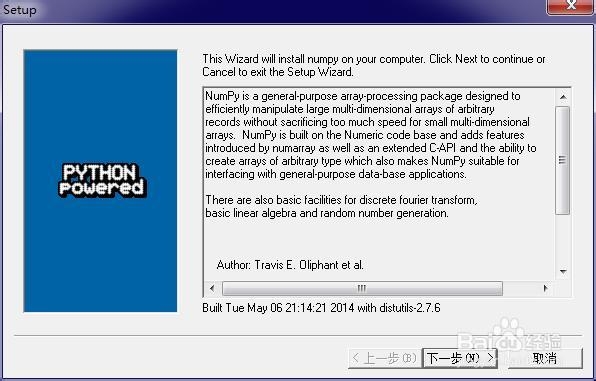 Setup
This Wizard will install numpy on your computer. Click Next to continue or
Cancel to exit the Setup Wizard.
NumPy is a general-purpose array-processing package designed to
efficiently manipulate large multi-dimensional arrays of arbitrary
records without sacrificing too much speed for small multi-dimensional
arrays. NumPy is built on the Numeric code base and adds features
introduced by numarray as well as an extended C-API and the ability to
create arrays of arbitrary type which also makes NumPy suitable for
interfacing with general-purpose data-base applications.
There are also basic facilities for discrete fourier transform,
basic linear algebra and random number generation.
PYTHON
powered
Author: Travis E. Oliphant et al.
Built Tue May 06 21:14:21 2014 with distutils-2.7.6
< 上一步(B)
下一步(N) >
取消
Baidu 经验